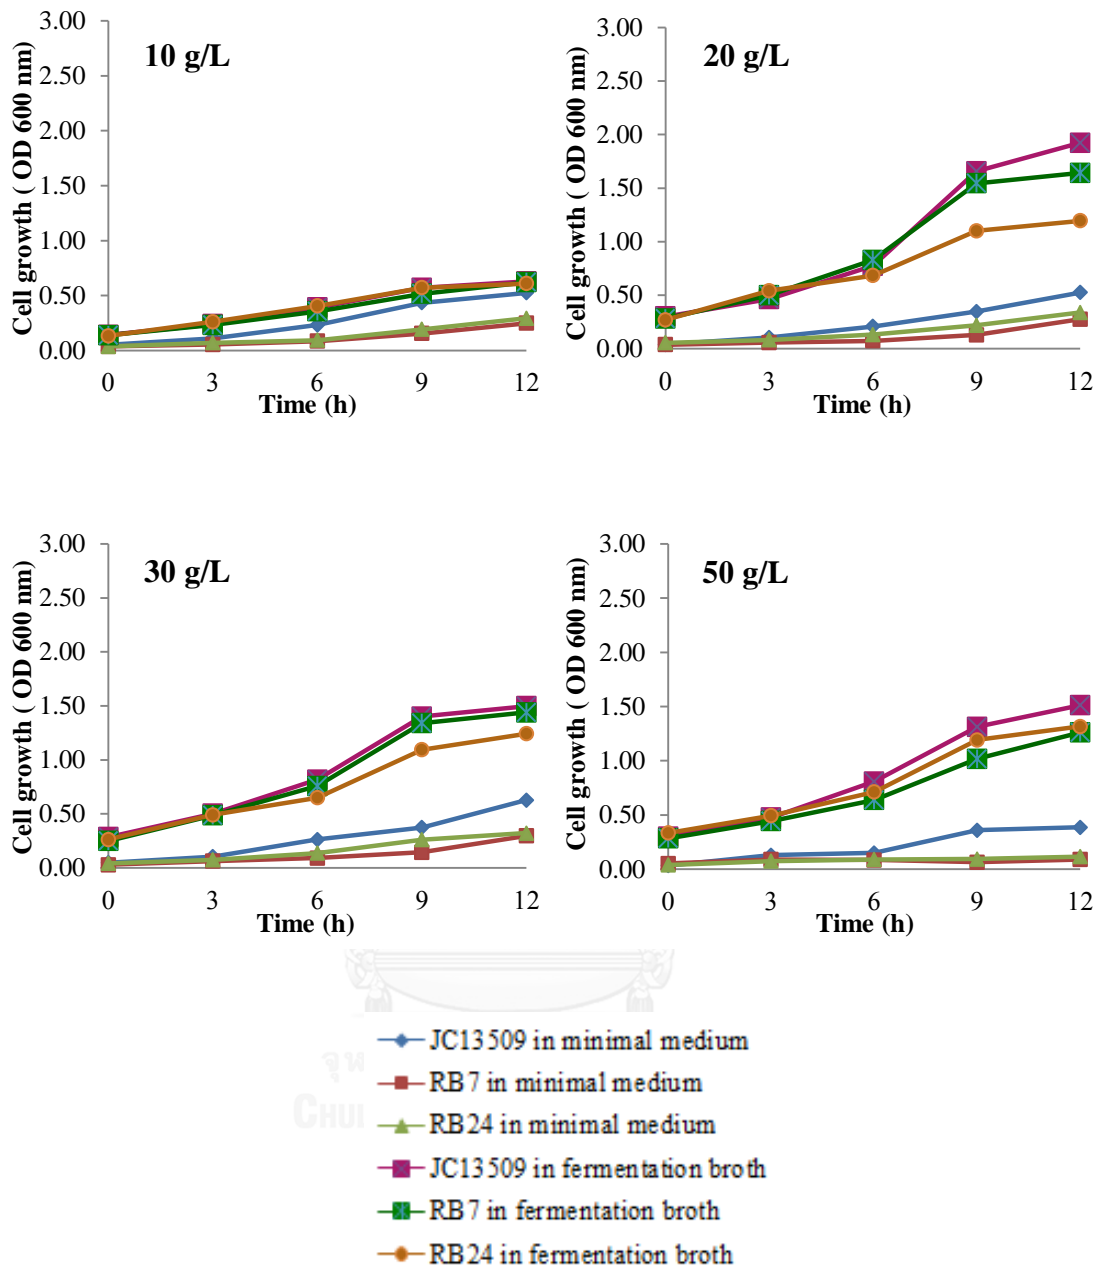 10 g/L
Cell growth ( OD 600 nm)
3.00
2.50
2.00
1.50
1.00
0.50
0.00
0 3 6 9 12
Time (h)
20 g/L
Cell growth ( OD 600 nm)
3.00
2.50
2.00
1.50
1.00
0.50
0.00
0 3 6 9 12
Time (h)
30 g/L
Cell growth ( OD 600 nm)
3.00
2.50
2.00
1.50
1.00
0.50
0.00
0 3 6 9 12
Time (h)
50 g/L
Cell growth ( OD 600 nm)
3.00
2.50
2.00
1.50
1.00
0.50
0.00
0 3 6 9 12
Time (h)
JC13509 in minimal medium
RB7 in minimal medium
RB24 in minimal medium
JC13509 in fermentation broth
RB7 in fermentation broth
RB24 in fermentation broth
จุฬ
CHUL